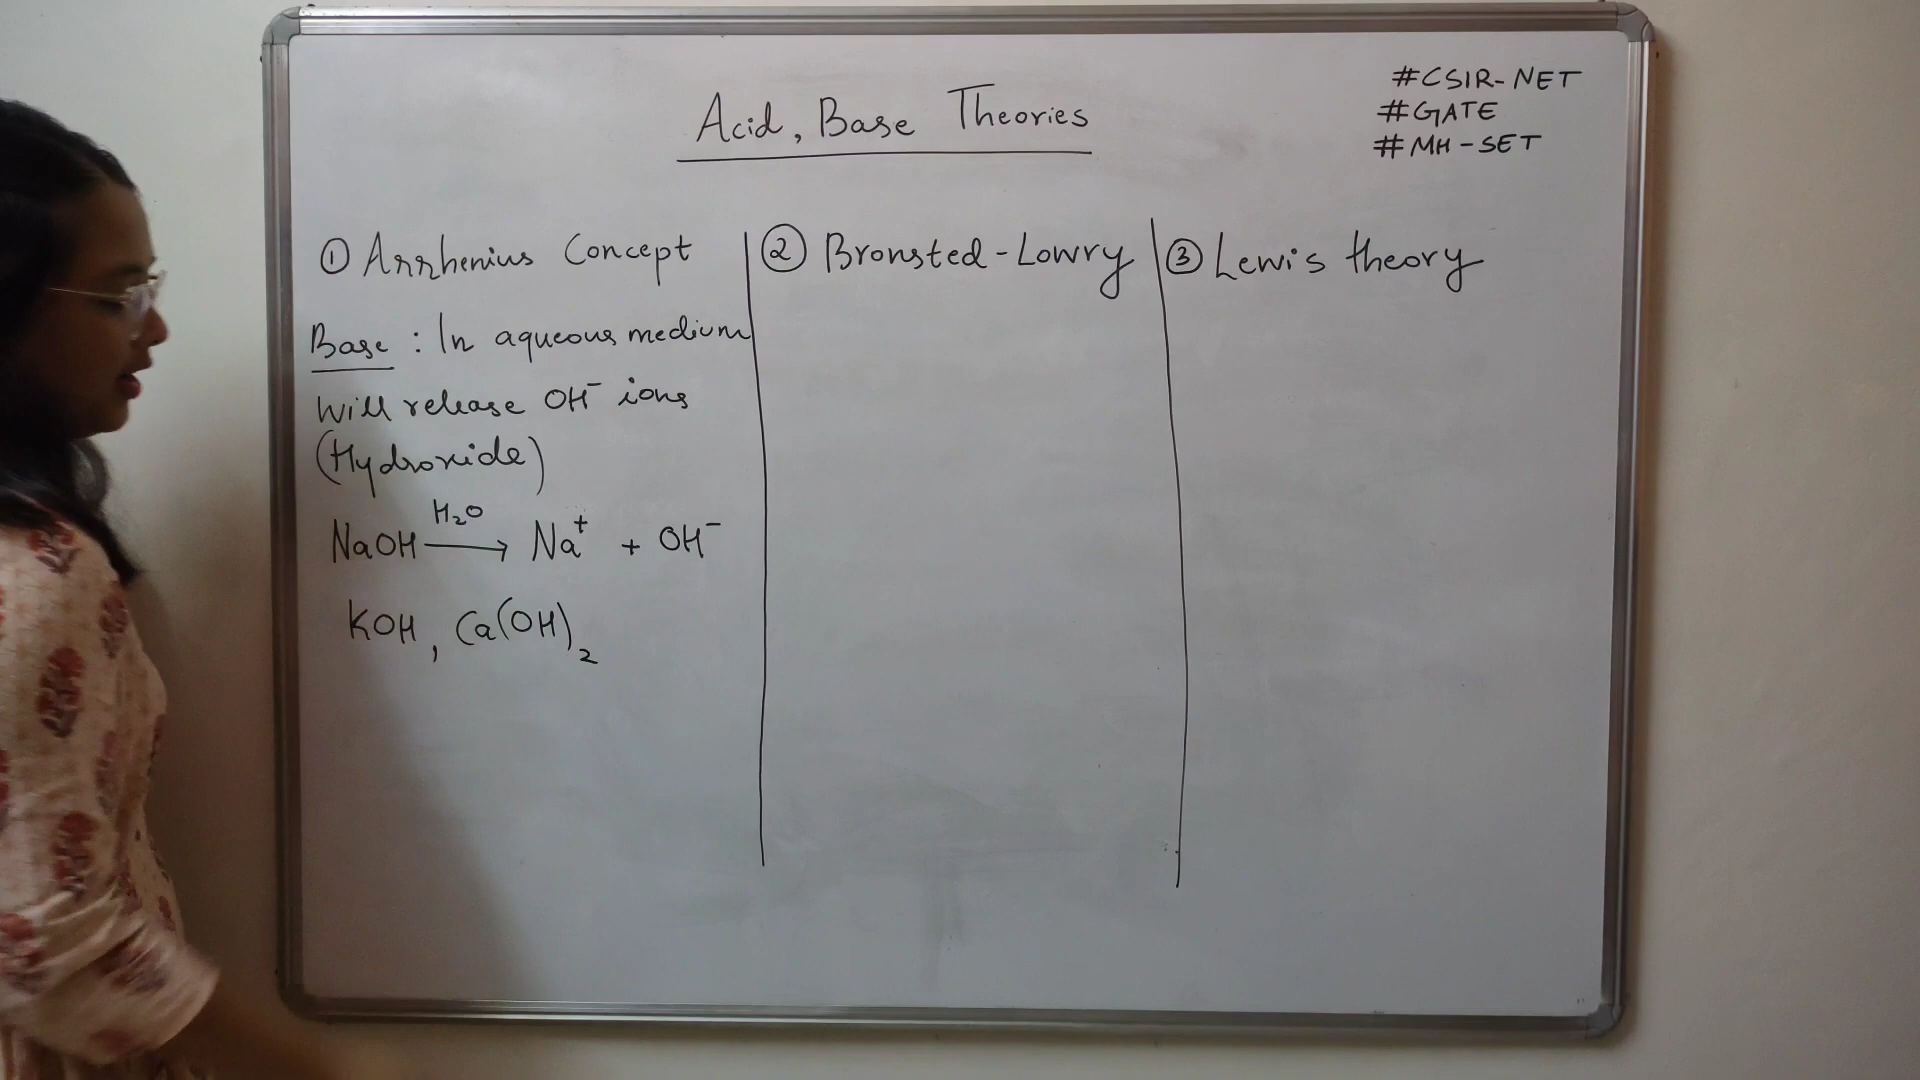 Acid, Base Theories
#CSIR-NET
#GATE
#MH-SET
① Arrhenius Concept
Base : In aqueous medium
will release OH⁻ ions
(Hydroxide)
NaOH —H₂O→ Na⁺ + OH⁻
KOH, Ca(OH)₂
② Bronsted-Lowry
③ Lewis theory